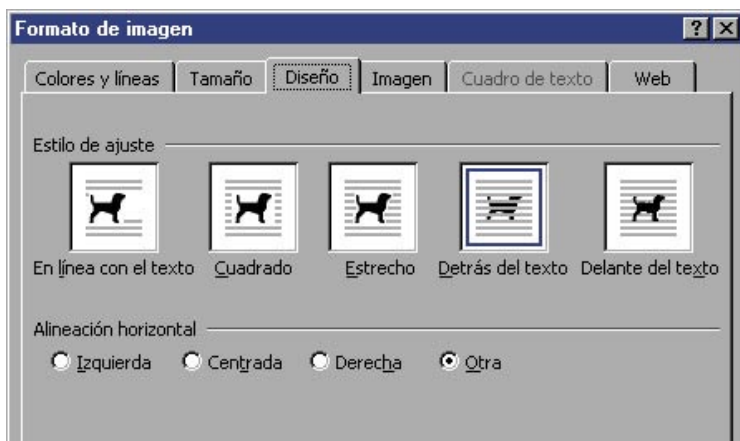 Formato de imagen
Colores y líneas Tamaño Diseño Imagen Cuadro de texto Web
Estilo de ajuste
En línea con el texto Cuadrado Estrecho Detrás del texto Delante del texto
Alineación horizontal
Izquierda Centrada Derecha Otra